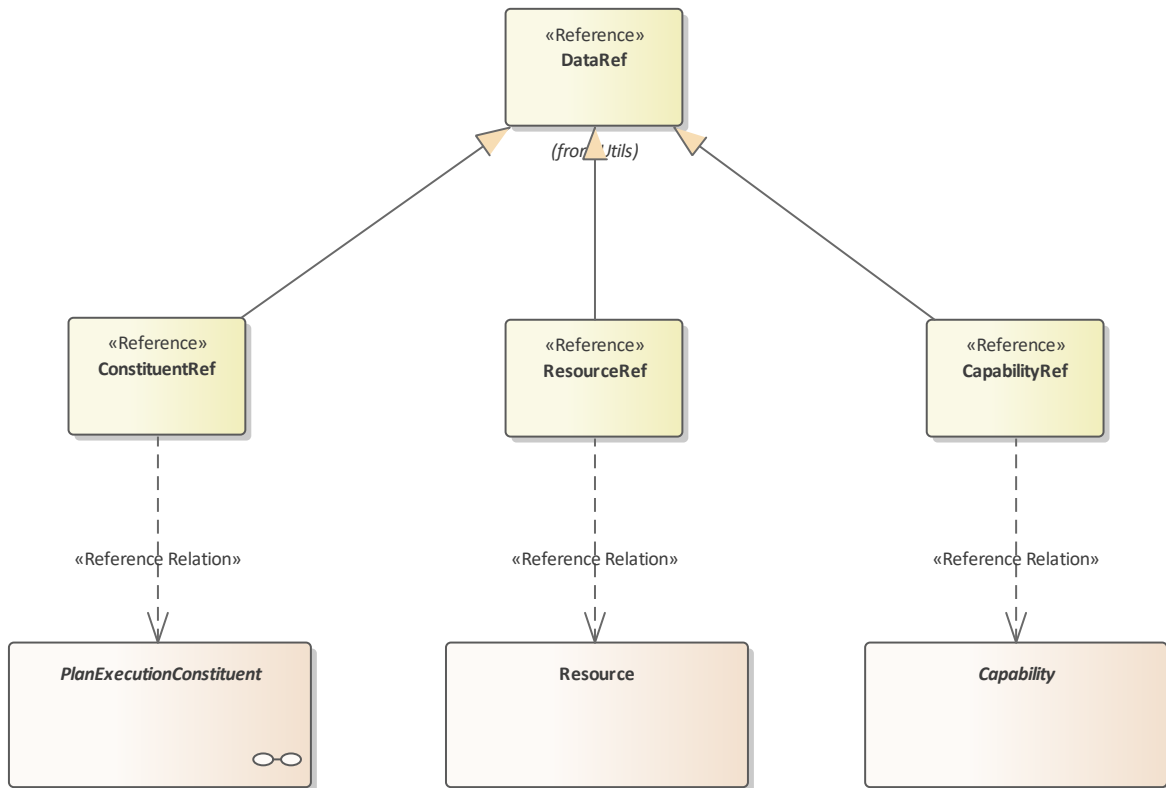 «Reference»
DataRef
(from Utils)
«Reference»
ConstituentRef
«Reference»
ResourceRef
«Reference»
CapabilityRef
«Reference Relation»
«Reference Relation»
«Reference Relation»
PlanExecutionConstituent
Resource
Capability